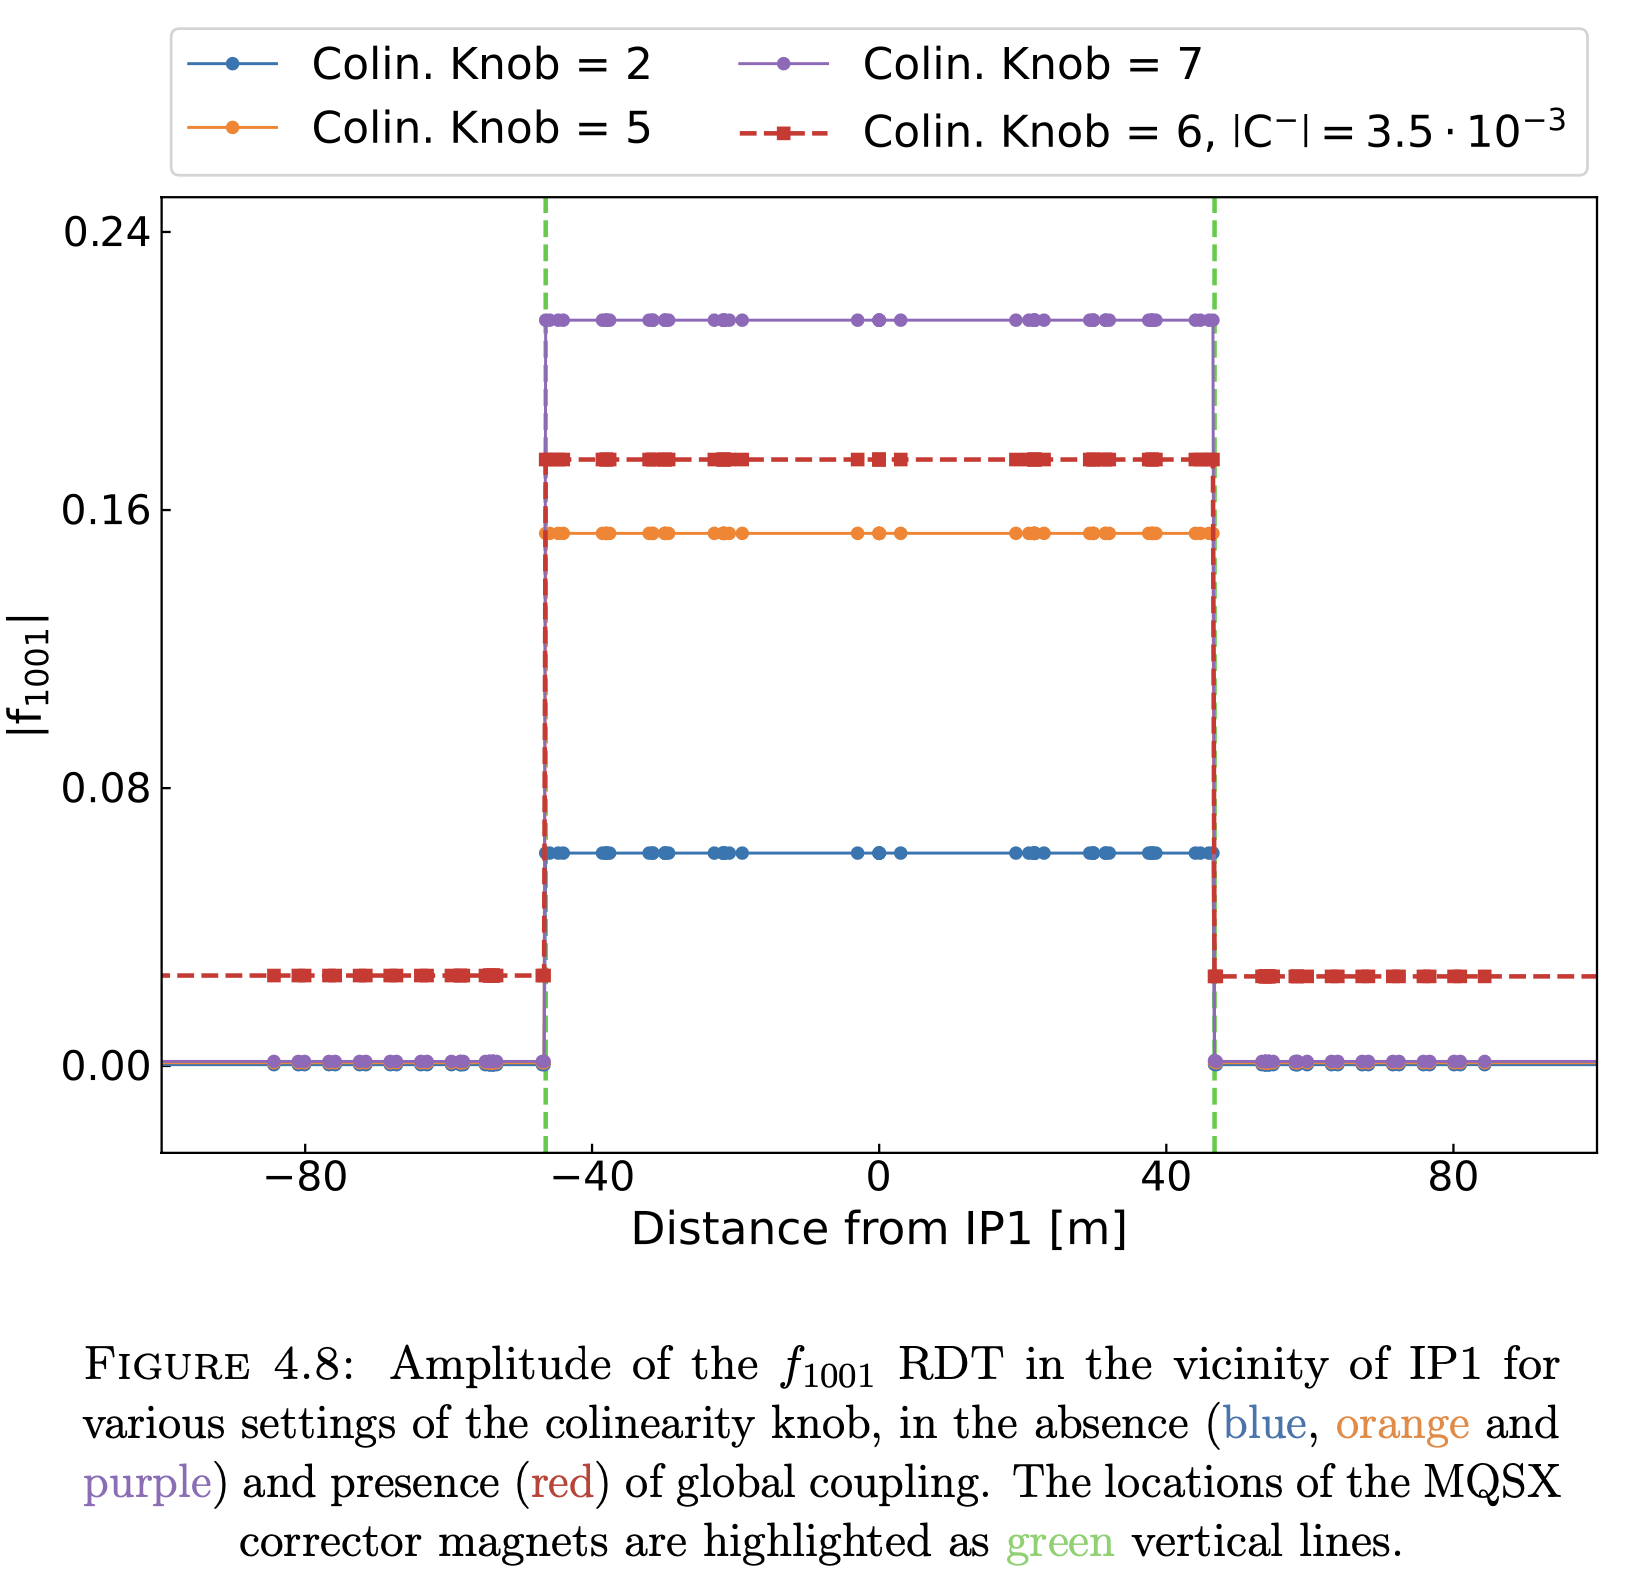 Colin. Knob = 2
Colin. Knob = 7
Colin. Knob = 5
Colin. Knob = 6, |C⁻| = 3.5 · 10⁻³
0.24
0.16
0.08
0.00
|f₁₀₀₁|
−80
−40
0
40
80
Distance from IP1 [m]
FIGURE 4.8: Amplitude of the f₁₀₀₁ RDT in the vicinity of IP1 for
various settings of the colinearity knob, in the absence (blue, orange and
purple) and presence (red) of global coupling. The locations of the MQSX
corrector magnets are highlighted as green vertical lines.